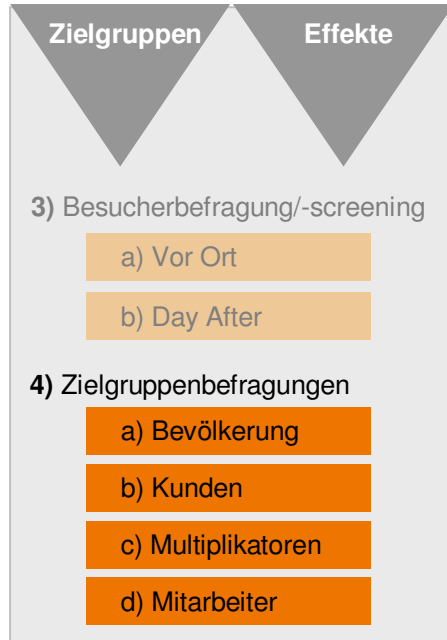 Zielgruppen Effekte
3) Besucherbefragung/-screening
a) Vor Ort
b) Day After
4) Zielgruppenbefragungen
a) Bevölkerung
b) Kunden
c) Multiplikatoren
d) Mitarbeiter